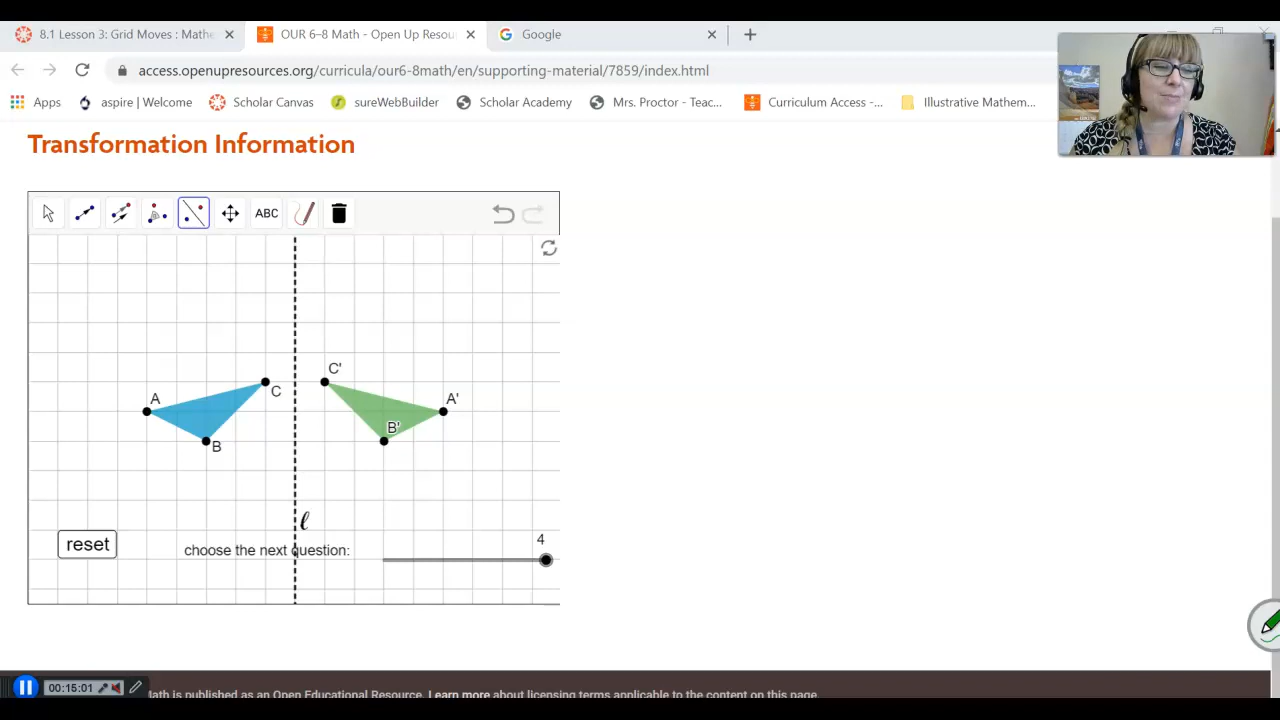 8.1 Lesson 3: Grid Moves : Mathe
OUR 6–8 Math - Open Up Resou
Google
access.openupresources.org/curricula/our6-8math/en/supporting-material/7859/index.html
Apps
aspire | Welcome
Scholar Canvas
sureWebBuilder
Scholar Academy
Mrs. Proctor - Teac...
Curriculum Access -...
Illustrative Mathem...
Transformation Information
ABC
C'
A
C
A'
B'
B
ℓ
reset
choose the next question:
4
00:15:01
Math is published as an Open Educational Resource. Learn more about licensing terms applicable to the content on this page.